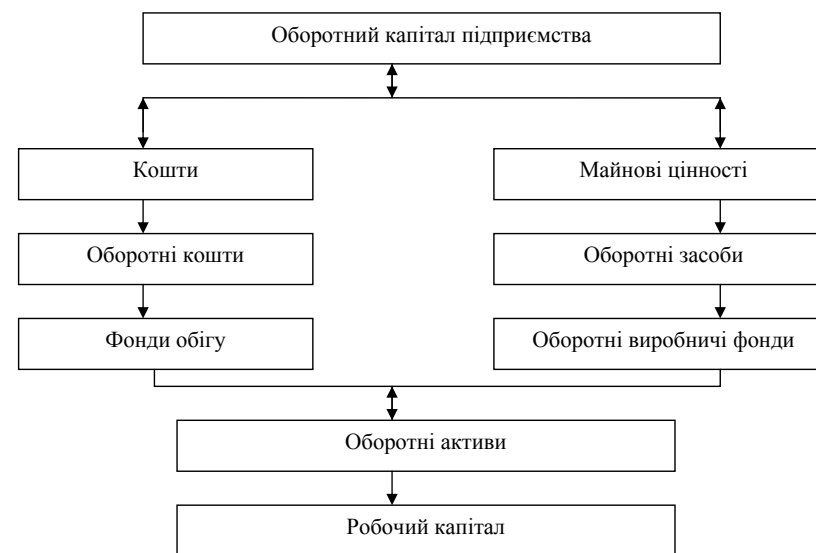 Оборотний капітал підприємства
Кошти
Майнові цінності
Оборотні кошти
Оборотні засоби
Фонди обігу
Оборотні виробничі фонди
Оборотні активи
Робочий капітал